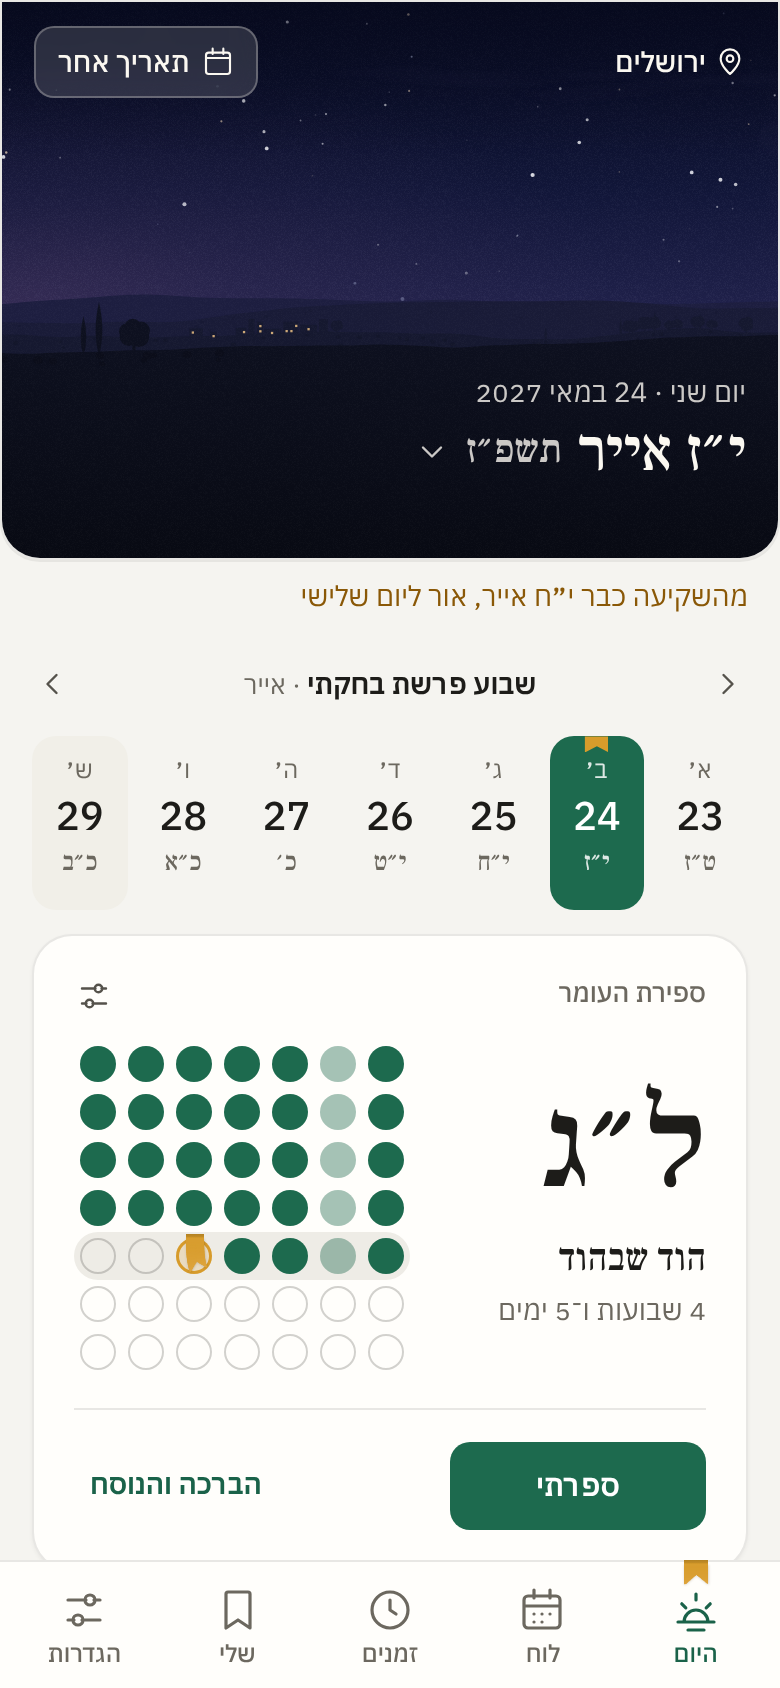 ירושלים
תאריך אחר
יום שני · 24 במאי 2027
י״ז אייר תשפ״ז
מהשקיעה כבר י״ח אייר, אור ליום שלישי
שבוע פרשת בחקתי · אייר
א׳ ב׳ ג׳ ד׳ ה׳ ו׳ ש׳
23 24 25 26 27 28 29
ט״ז י״ז י״ח י״ט כ׳ כ״א כ״ב
ספירת העומר
ל״ג
הוד שבהוד
4 שבועות ו־5 ימים
ספרתי
הברכה והנוסח
היום לוח זמנים שלי הגדרות